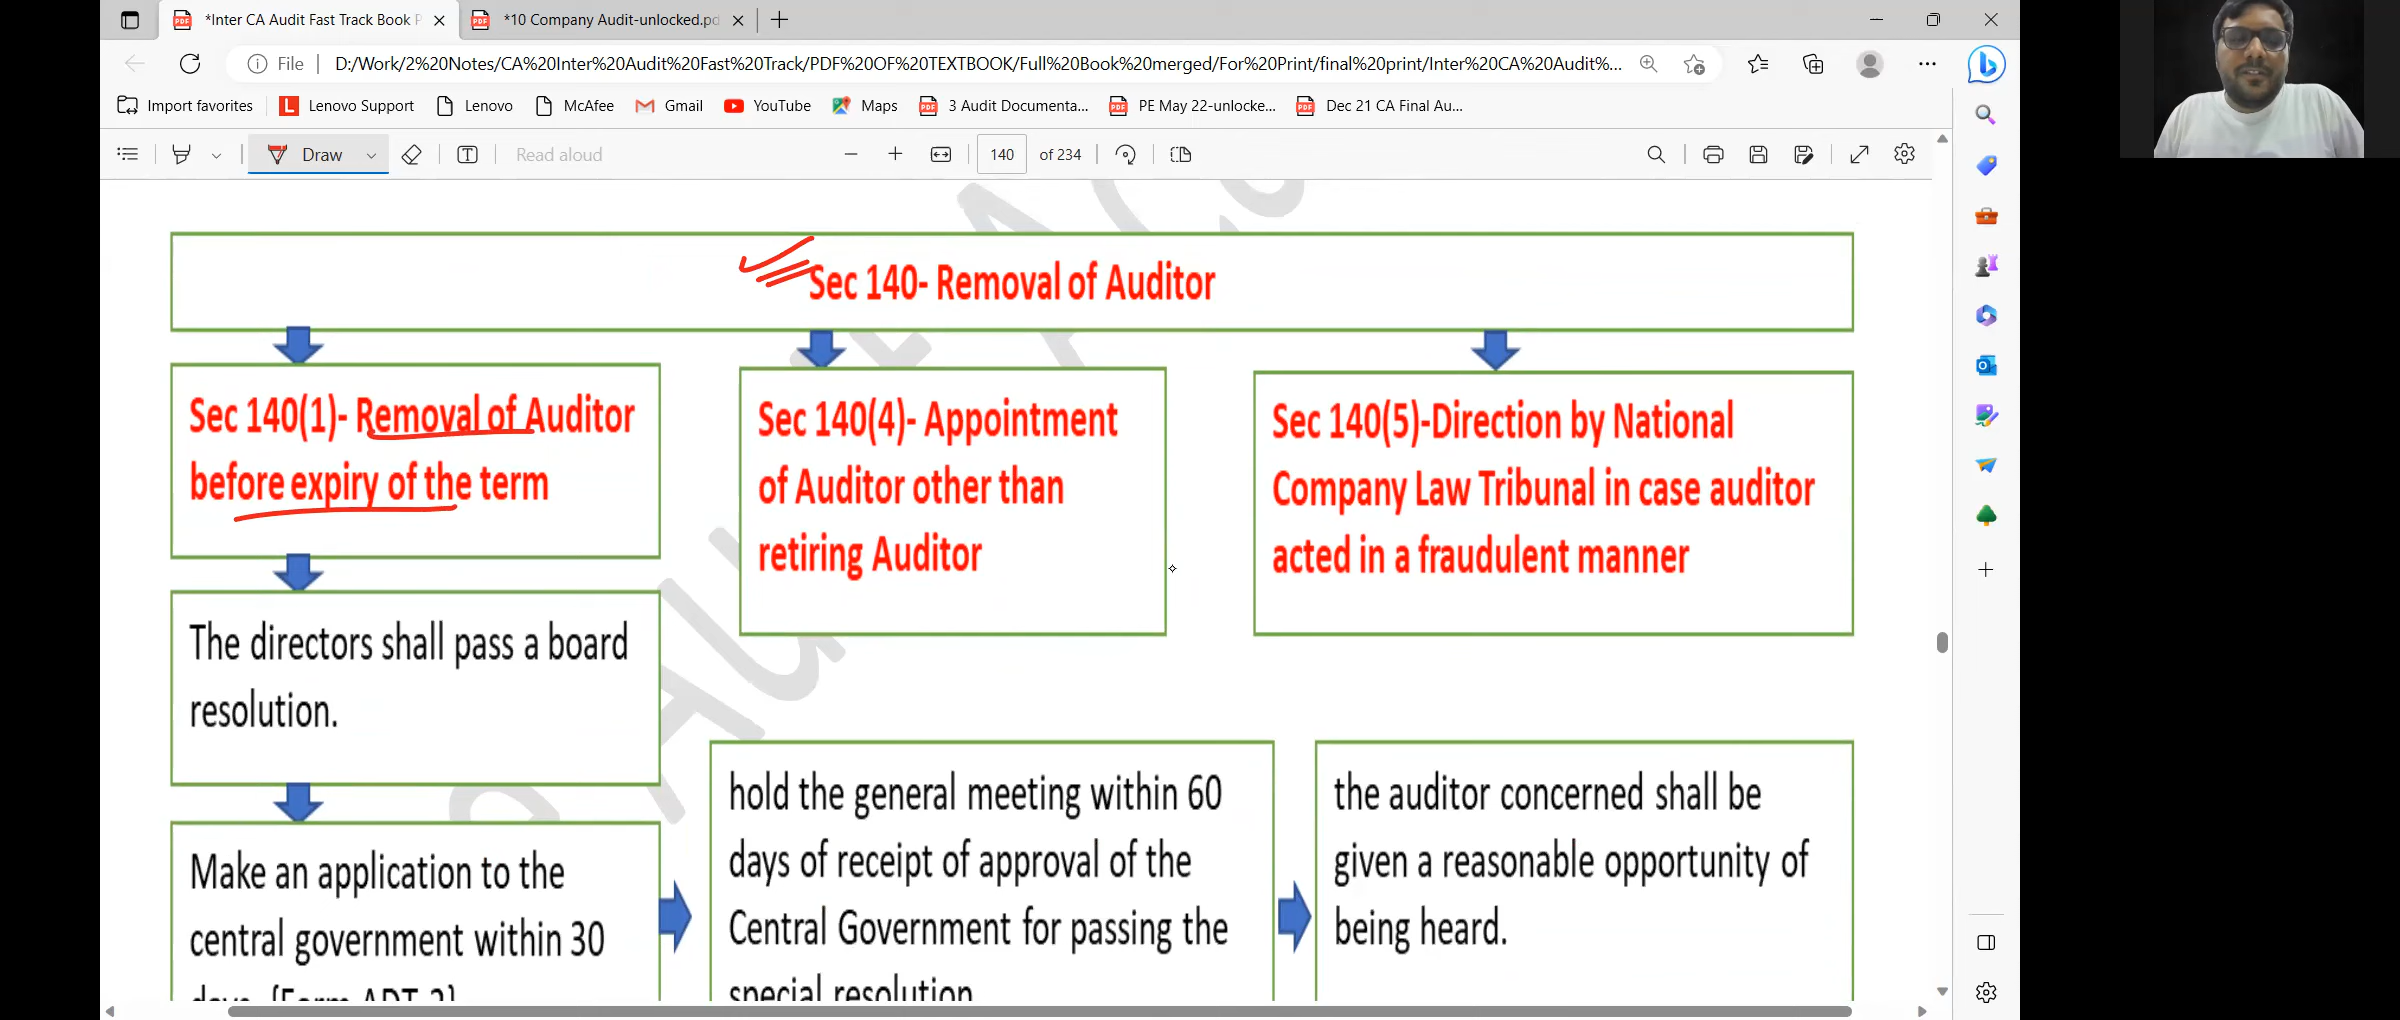 *Inter CA Audit Fast Track Book P
*10 Company Audit-unlocked.pd
File
D:/Work/2%20Notes/CA%20Inter%20Audit%20Fast%20Track/PDF%20OF%20TEXTBOOK/Full%20Book%20merged/For%20Print/final%20print/Inter%20CA%20Audit%...
Import favorites
Lenovo Support
Lenovo
McAfee
Gmail
YouTube
Maps
3 Audit Documenta...
PE May 22-unlocke...
Dec 21 CA Final Au...
Draw
Read aloud
140
of 234
Sec 140- Removal of Auditor
Sec 140(1)- Removal of Auditor
before expiry of the term
Sec 140(4)- Appointment
of Auditor other than
retiring Auditor
Sec 140(5)-Direction by National
Company Law Tribunal in case auditor
acted in a fraudulent manner
The directors shall pass a board
resolution.
Make an application to the
central government within 30
days. {Form ADT-2}
hold the general meeting within 60
days of receipt of approval of the
Central Government for passing the
special resolution
the auditor concerned shall be
given a reasonable opportunity of
being heard.